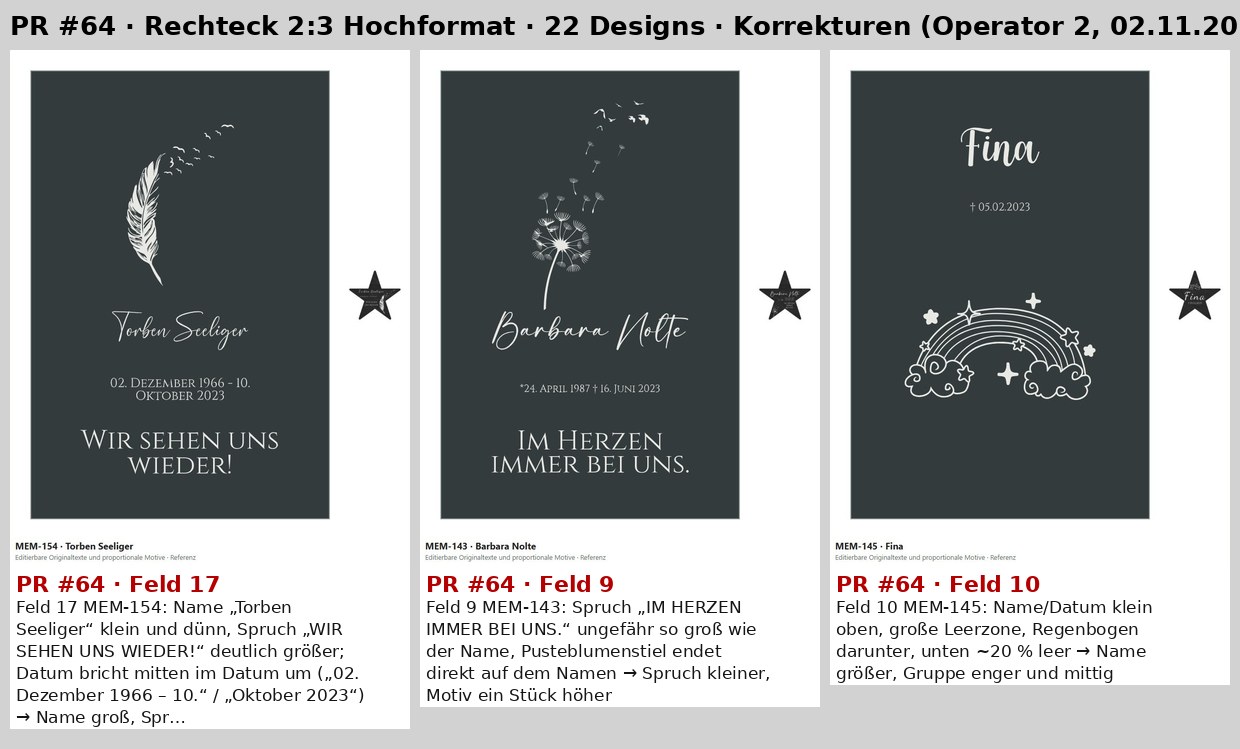 PR #64 · Rechteck 2:3 Hochformat · 22 Designs · Korrekturen (Operator 2, 02.11.20
Torben Seeliger
02. Dezember 1966 – 10.
Oktober 2023
Wir sehen uns
wieder!
MEM-154 · Torben Seeliger
Editierbare Originaltexte und proportionale Motive · Referenz
PR #64 · Feld 17
Feld 17 MEM-154: Name „Torben
Seeliger“ klein und dünn, Spruch „WIR
SEHEN UNS WIEDER!“ deutlich größer;
Datum bricht mitten im Datum um („02.
Dezember 1966 – 10.“ / „Oktober 2023“)
→ Name groß, Spr…
Barbara Nolte
*24. April 1987 † 16. Juni 2023
Im Herzen
immer bei uns.
MEM-143 · Barbara Nolte
Editierbare Originaltexte und proportionale Motive · Referenz
PR #64 · Feld 9
Feld 9 MEM-143: Spruch „IM HERZEN
IMMER BEI UNS.“ ungefähr so groß wie
der Name, Pusteblumenstiel endet
direkt auf dem Namen → Spruch kleiner,
Motiv ein Stück höher
Fina
† 05.02.2023
Fina
MEM-145 · Fina
Editierbare Originaltexte und proportionale Motive · Referenz
PR #64 · Feld 10
Feld 10 MEM-145: Name/Datum klein
oben, große Leerzone, Regenbogen
darunter, unten ~20 % leer → Name
größer, Gruppe enger und mittig